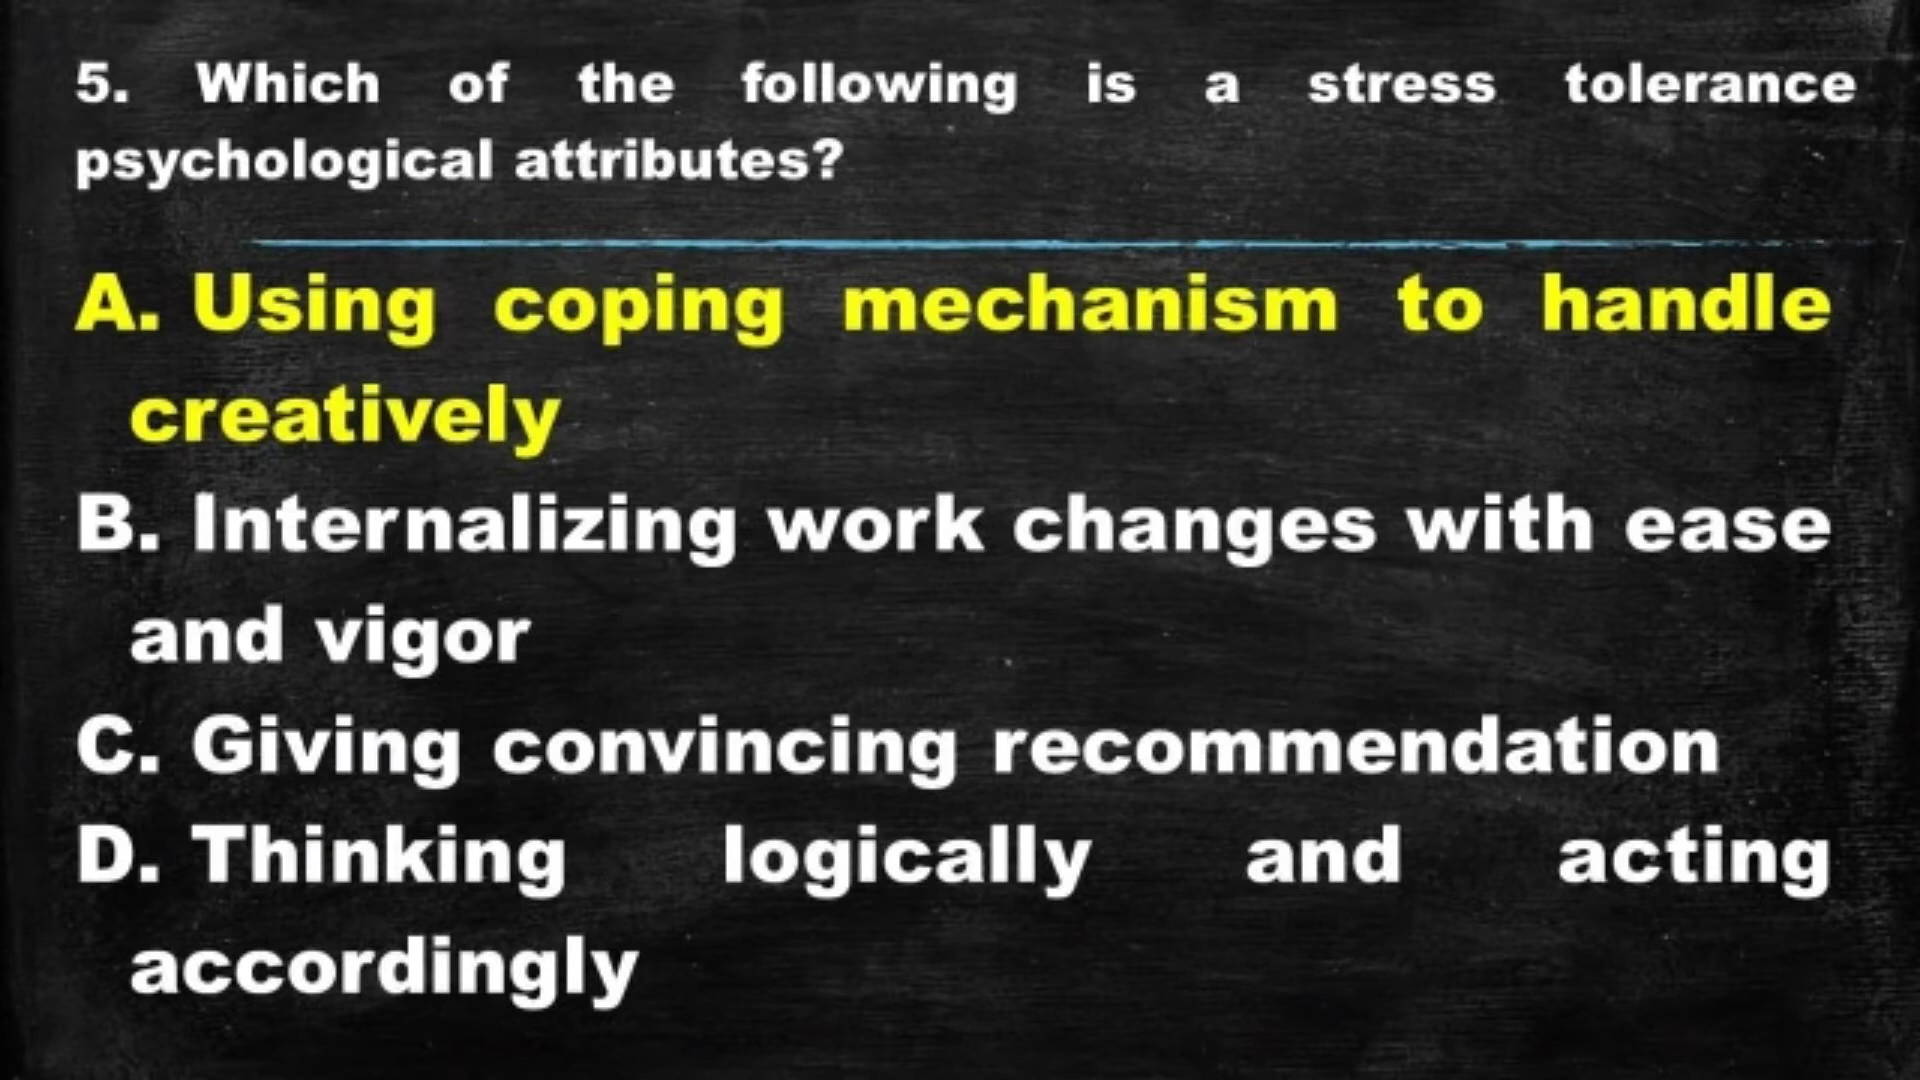 5. Which of the following is a stress tolerance
psychological attributes?
A. Using coping mechanism to handle
creatively
B. Internalizing work changes with ease
and vigor
C. Giving convincing recommendation
D. Thinking logically and acting
accordingly